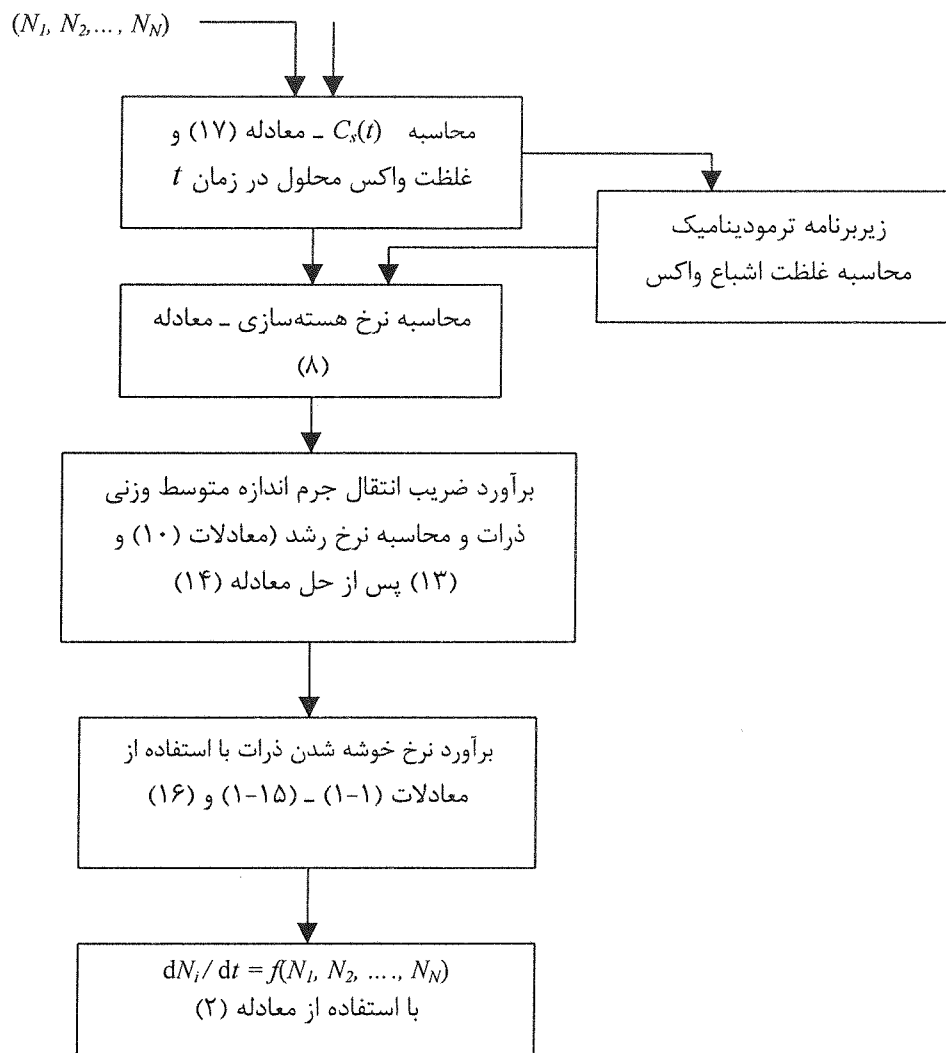 (N₁, N₂,..., N_N)
محاسبه C_s(t) ـ معادله (۱۷) و
غلظت واکس محلول در زمان t
زیربرنامه ترمودینامیک
محاسبه غلظت اشباع واکس
محاسبه نرخ هسته‌سازی ـ معادله
(۸)
برآورد ضریب انتقال جرم اندازه متوسط وزنی
ذرات و محاسبه نرخ رشد (معادلات (۱۰) و
(۱۳) پس از حل معادله (۱۴)
برآورد نرخ خوشه شدن ذرات با استفاده از
معادلات (۱-۱) ـ (۱۵-۱) و (۱۶)
dN_i / dt = f(N₁, N₂, ...., N_N)
با استفاده از معادله (۲)